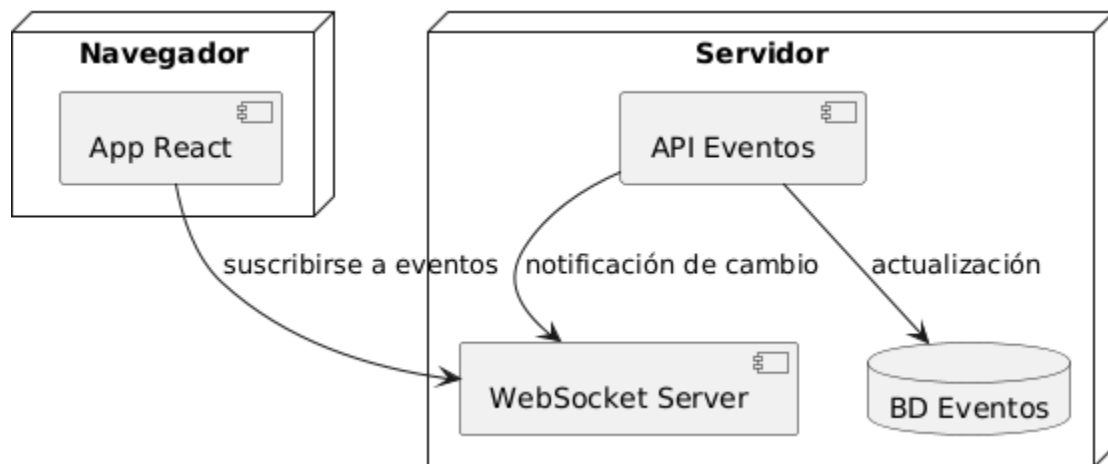 Navegador
Servidor
App React
API Eventos
suscribirse a eventos
notificación de cambio
actualización
WebSocket Server
BD Eventos